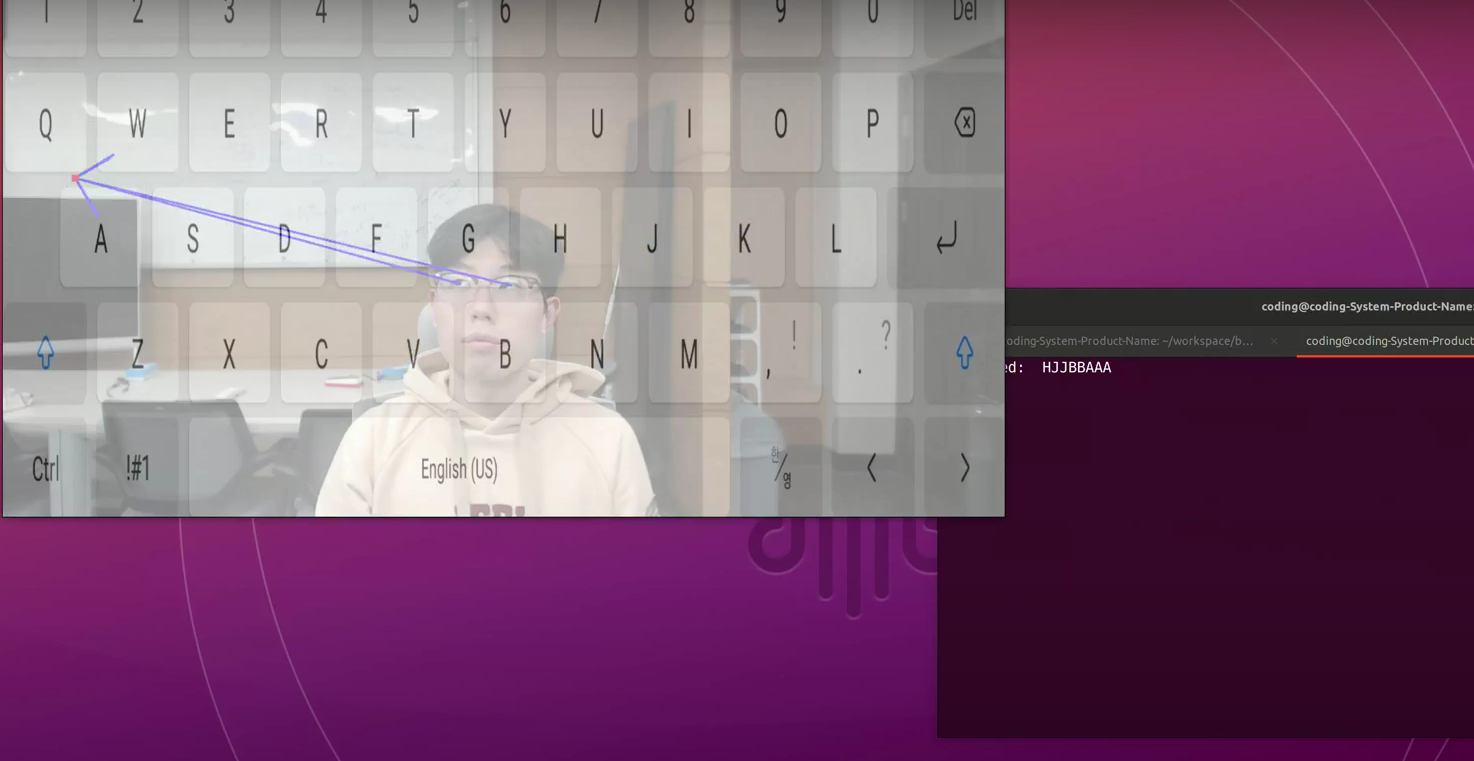 1 2 3 4 5 6 7 8 9 0 Del
Q W E R T Y U I O P
A S D F G H J K L
Z X C V B N M , ! . ?
Ctrl !#1 English (US) 한/영 < >
coding@coding-System-Product-Name:
oding-System-Product-Name: ~/workspace/b… × coding@coding-System-Product
ed: HJJBBAAA